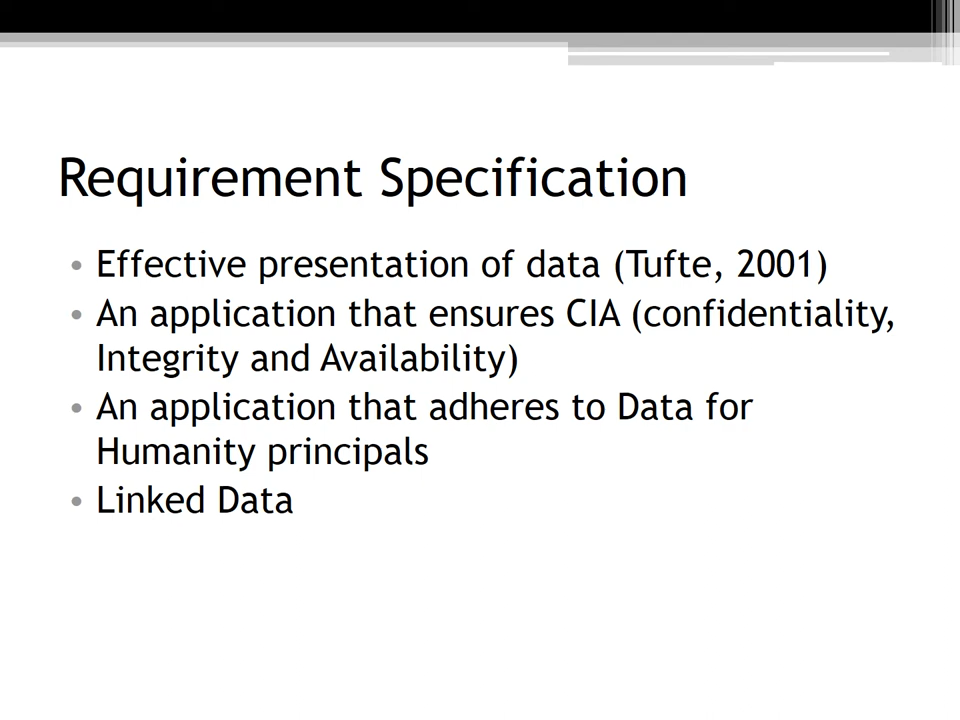 Requirement Specification
• Effective presentation of data (Tufte, 2001)
• An application that ensures CIA (confidentiality,
Integrity and Availability)
• An application that adheres to Data for
Humanity principals
• Linked Data